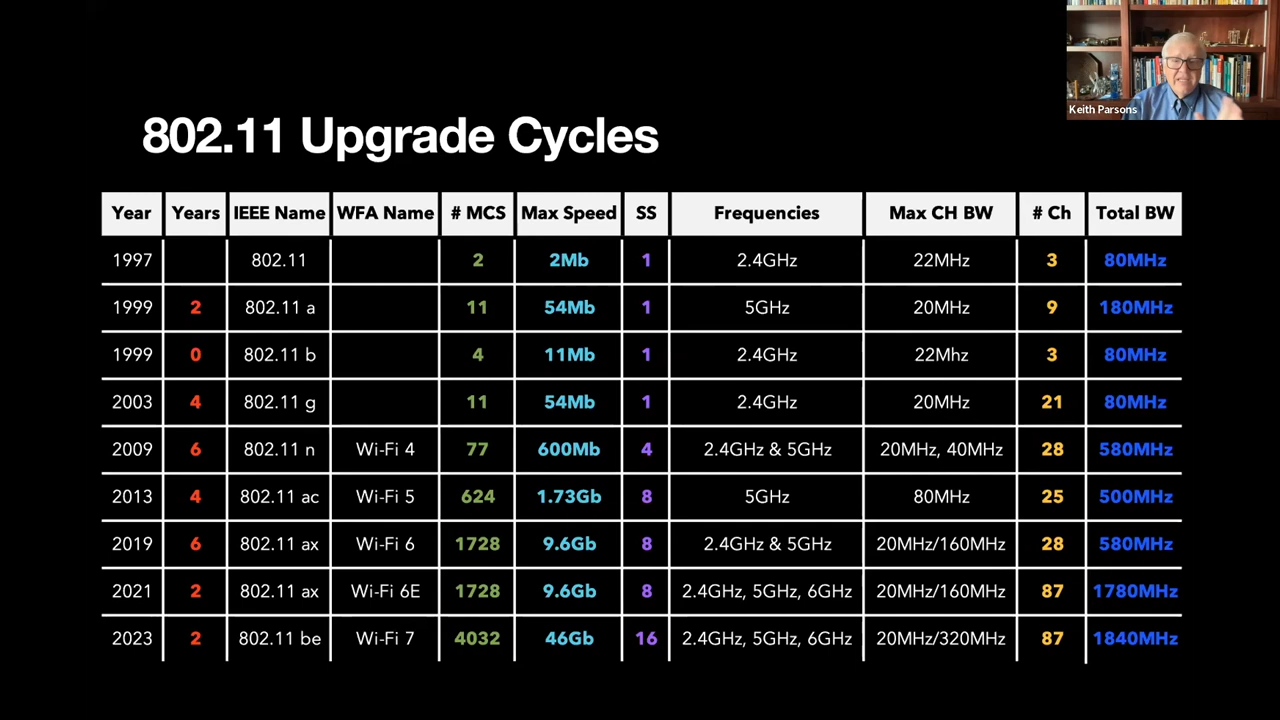 Keith Parsons
802.11 Upgrade Cycles
Year Years IEEE Name WFA Name # MCS Max Speed SS Frequencies Max CH BW # Ch Total BW
1997 802.11 2 2Mb 1 2.4GHz 22MHz 3 80MHz
1999 2 802.11 a 11 54Mb 1 5GHz 20MHz 9 180MHz
1999 0 802.11 b 4 11Mb 1 2.4GHz 22Mhz 3 80MHz
2003 4 802.11 g 11 54Mb 1 2.4GHz 20MHz 21 80MHz
2009 6 802.11 n Wi-Fi 4 77 600Mb 4 2.4GHz & 5GHz 20MHz, 40MHz 28 580MHz
2013 4 802.11 ac Wi-Fi 5 624 1.73Gb 8 5GHz 80MHz 25 500MHz
2019 6 802.11 ax Wi-Fi 6 1728 9.6Gb 8 2.4GHz & 5GHz 20MHz/160MHz 28 580MHz
2021 2 802.11 ax Wi-Fi 6E 1728 9.6Gb 8 2.4GHz, 5GHz, 6GHz 20MHz/160MHz 87 1780MHz
2023 2 802.11 be Wi-Fi 7 4032 46Gb 16 2.4GHz, 5GHz, 6GHz 20MHz/320MHz 87 1840MHz